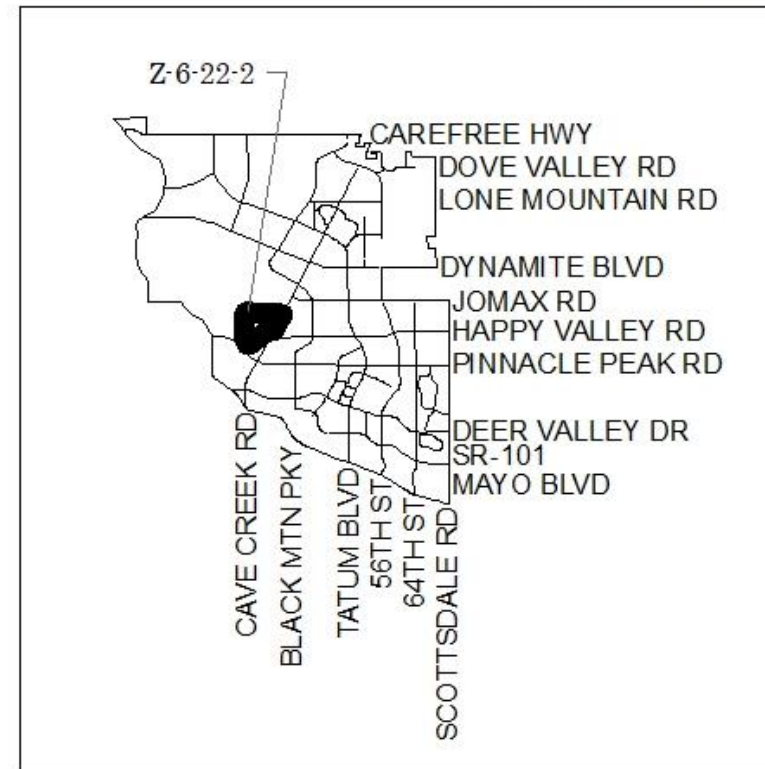 Z-6-22-2
CAREFREE HWY
DOVE VALLEY RD
LONE MOUNTAIN RD
DYNAMITE BLVD
JOMAX RD
HAPPY VALLEY RD
PINNACLE PEAK RD
DEER VALLEY DR
SR-101
MAYO BLVD
CAVE CREEK RD
BLACK MTN PKY
TATUM BLVD
56TH ST
64TH ST
SCOTTSDALE RD